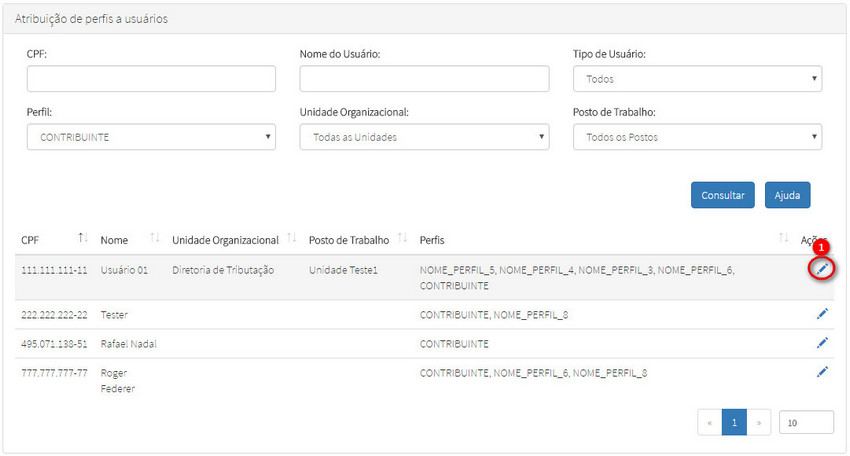 Atribuição de perfis a usuários
CPF: Nome do Usuário: Tipo de Usuário:
Todos
Perfil: Unidade Organizacional: Posto de Trabalho:
CONTRIBUINTE Todas as Unidades Todos os Postos
Consultar Ajuda
CPF Nome Unidade Organizacional Posto de Trabalho Perfis Ações
1
111.111.111-11 Usuário 01 Diretoria de Tributação Unidade Teste1 NOME_PERFIL_5, NOME_PERFIL_4, NOME_PERFIL_3, NOME_PERFIL_6,
CONTRIBUINTE
222.222.222-22 Tester CONTRIBUINTE, NOME_PERFIL_8
495.071.138-51 Rafael Nadal CONTRIBUINTE
777.777.777-77 Roger CONTRIBUINTE, NOME_PERFIL_6, NOME_PERFIL_8
Federer
« 1 » 10